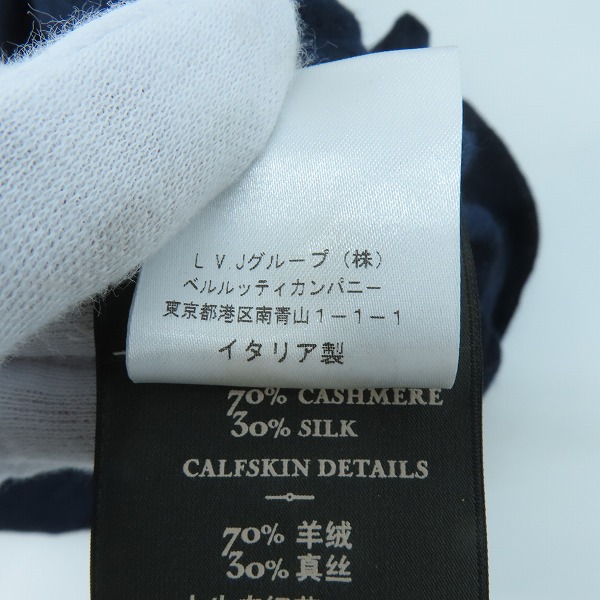 L V.Jグループ（株）
ベルルッティカンパニー
東京都港区南青山1－1－1
イタリア製
70% CASHMERE
30% SILK
CALFSKIN DETAILS
70% 羊绒
30% 真丝